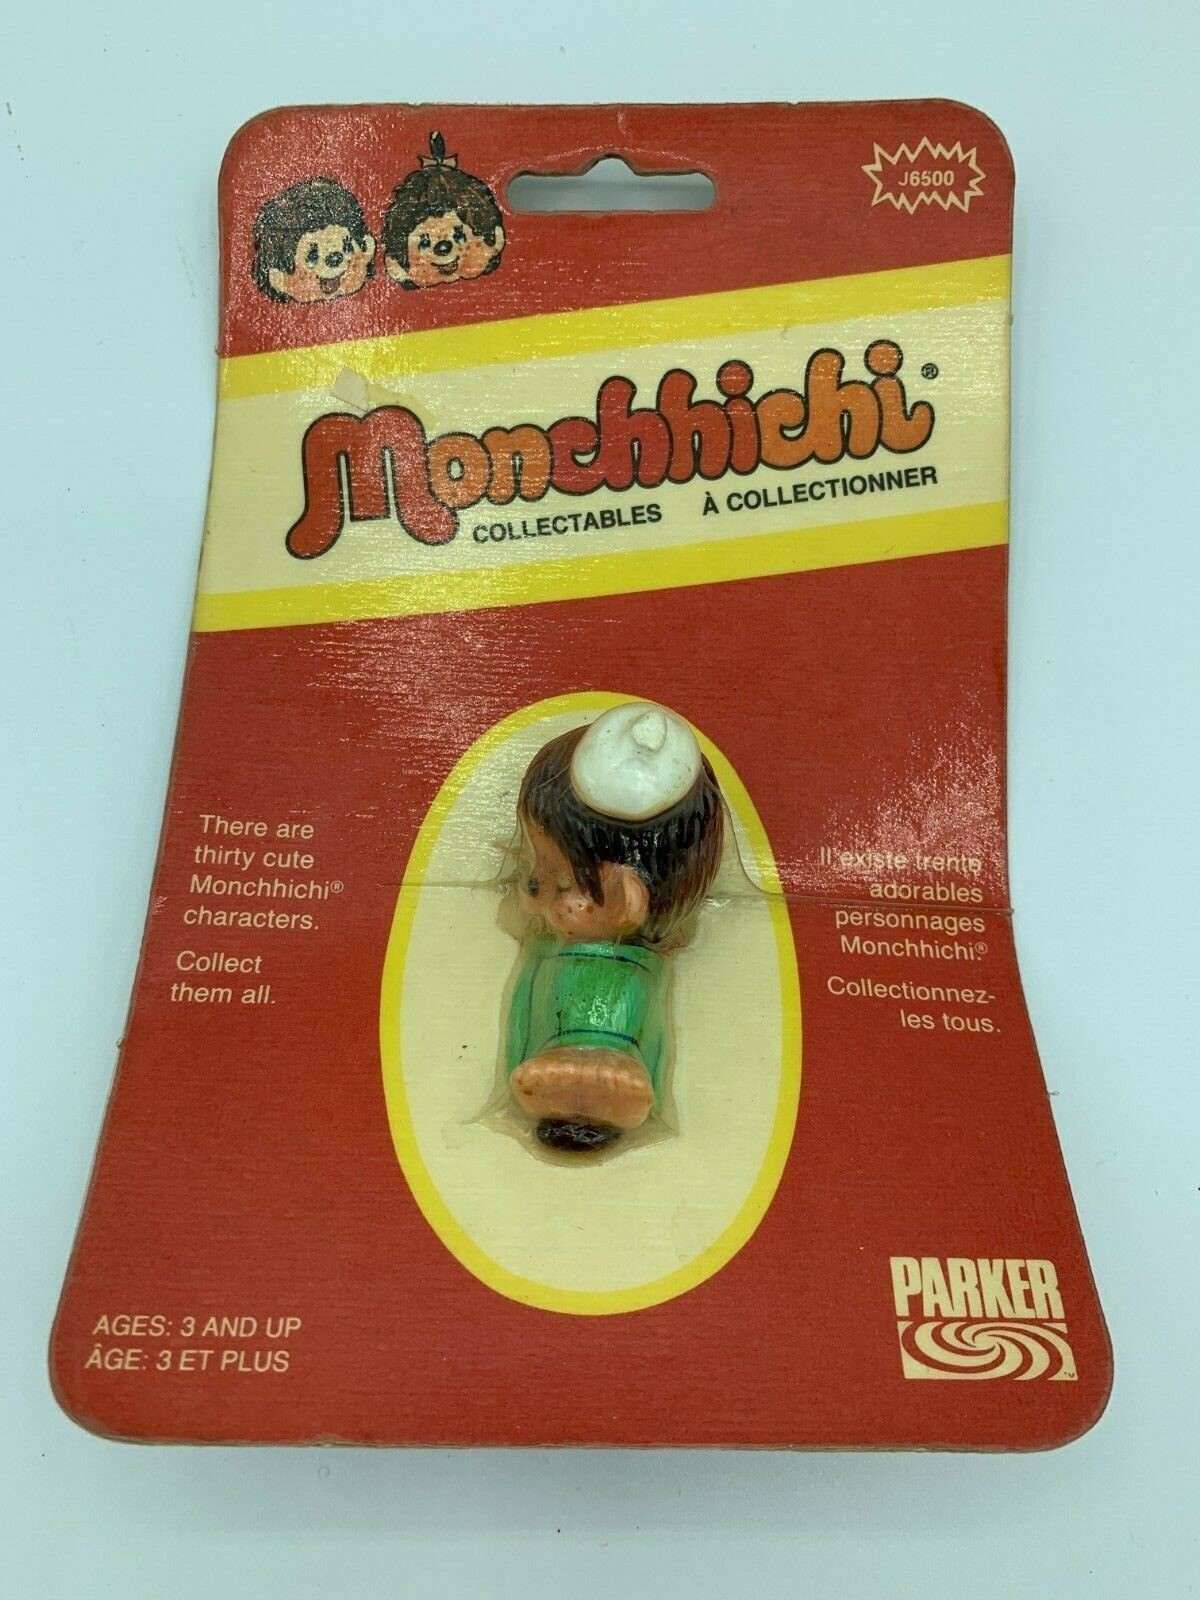 J6500
Monchhichi®
COLLECTABLES À COLLECTIONNER
There are
thirty cute
Monchhichi®
characters.
Collect
them all.
Il existe trente
adorables
personnages
Monchhichi®.
Collectionnez-
les tous.
AGES: 3 AND UP
ÂGE: 3 ET PLUS
PARKER
™